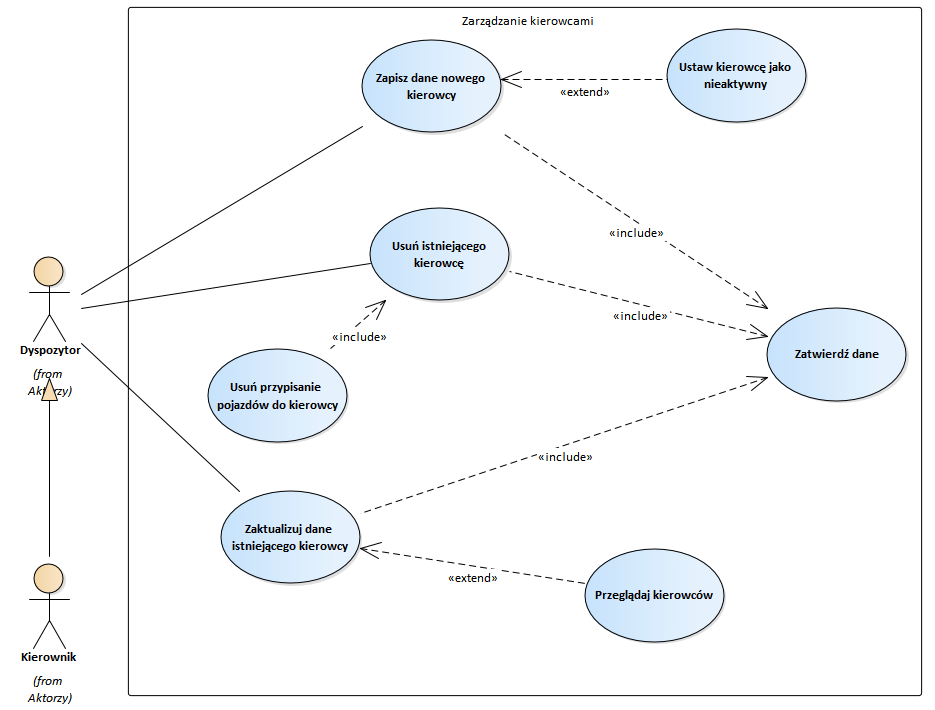 Zarządzanie kierowcami
Zapisz dane nowego
kierowcy
Ustaw kierowcę jako
nieaktywny
«extend»
«include»
Usuń istniejącego
kierowcę
«include»
«include»
Dyspozytor
(from
Aktorzy)
Usuń przypisanie
pojazdów do kierowcy
Zatwierdź dane
«include»
Zaktualizuj dane
istniejącego kierowcy
«extend»
Przeglądaj kierowców
Kierownik
(from
Aktorzy)